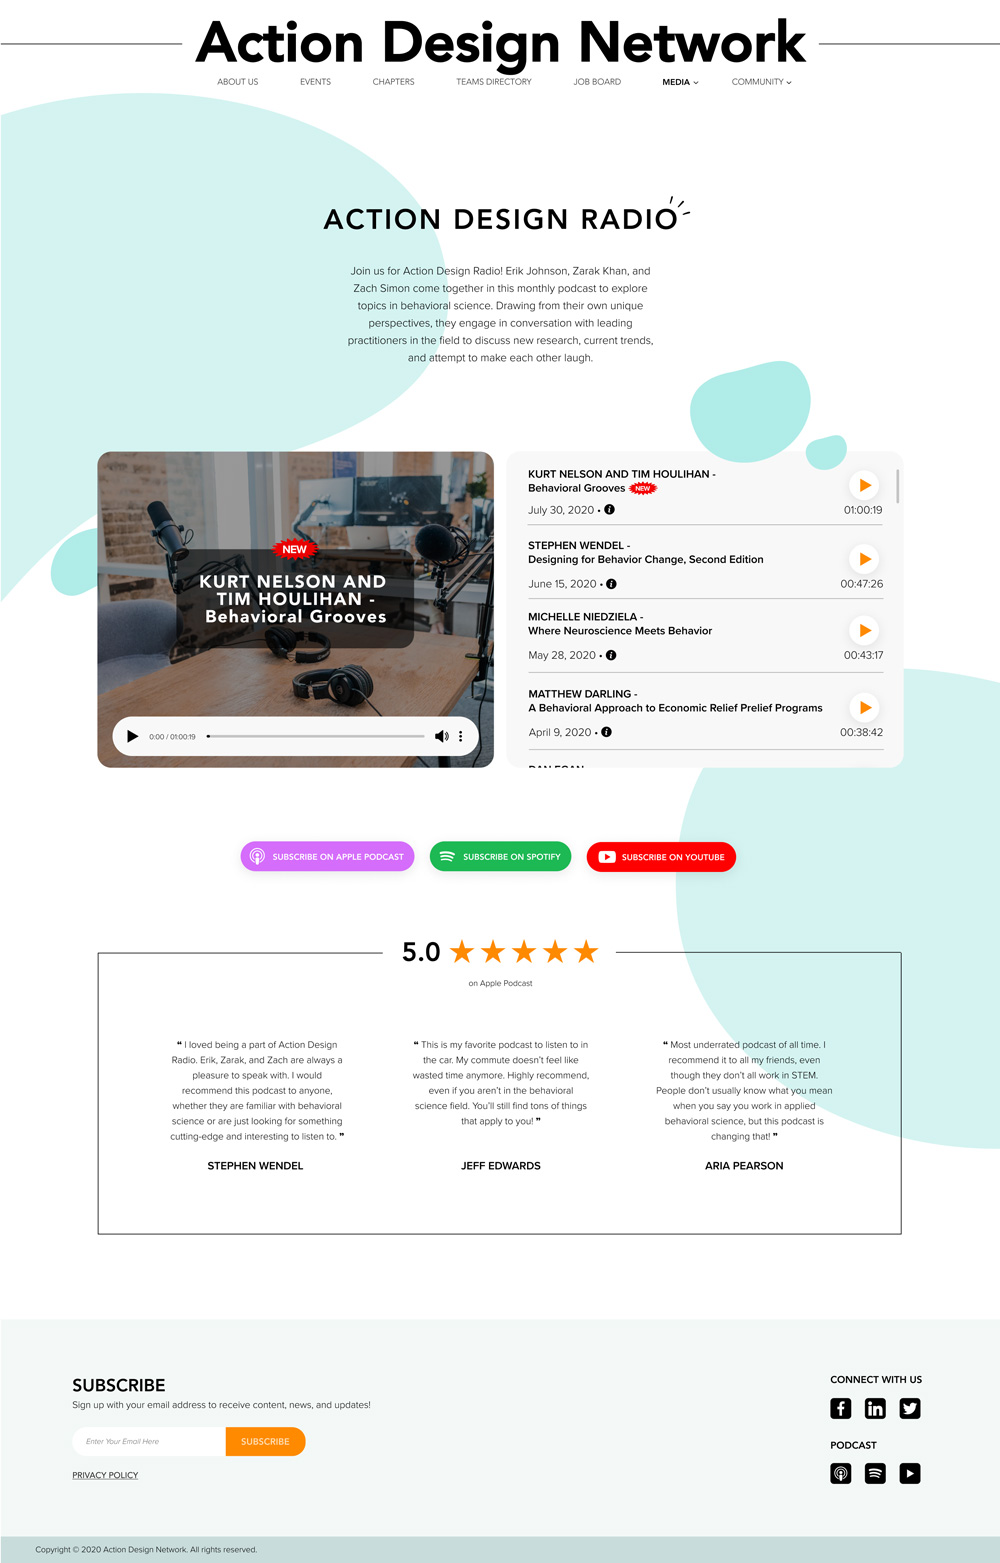 Action Design Network
ABOUT US
EVENTS
CHAPTERS
TEAMS DIRECTORY
JOB BOARD
MEDIA
COMMUNITY
ACTION DESIGN RADIO
Join us for Action Design Radio! Erik Johnson, Zarak Khan, and
Zach Simon come together in this monthly podcast to explore
topics in behavioral science. Drawing from their own unique
perspectives, they engage in conversation with leading
practitioners in the field to discuss new research, current trends,
and attempt to make each other laugh.
NEW
KURT NELSON AND
TIM HOULIHAN -
Behavioral Grooves
0:00 / 01:00:19
KURT NELSON AND TIM HOULIHAN -
Behavioral Grooves NEW
July 30, 2020 • i
01:00:19
STEPHEN WENDEL -
Designing for Behavior Change, Second Edition
June 15, 2020 • i
00:47:26
MICHELLE NIEDZIELA -
Where Neuroscience Meets Behavior
May 28, 2020 • i
00:43:17
MATTHEW DARLING -
A Behavioral Approach to Economic Relief Prelief Programs
April 9, 2020 • i
00:38:42
SUBSCRIBE ON APPLE PODCAST
SUBSCRIBE ON SPOTIFY
SUBSCRIBE ON YOUTUBE
5.0
on Apple Podcast
❝ I loved being a part of Action Design
Radio. Erik, Zarak, and Zach are always a
pleasure to speak with. I would
recommend this podcast to anyone,
whether they are familiar with behavioral
science or are just looking for something
cutting-edge and interesting to listen to. ❞
STEPHEN WENDEL
❝ This is my favorite podcast to listen to in
the car. My commute doesn't feel like
wasted time anymore. Highly recommend,
even if you aren't in the behavioral
science field. You'll still find tons of things
that apply to you! ❞
JEFF EDWARDS
❝ Most underrated podcast of all time. I
recommend it to all my friends, even
though they don't all work in STEM.
People don't usually know what you mean
when you say you work in applied
behavioral science, but this podcast is
changing that! ❞
ARIA PEARSON
SUBSCRIBE
Sign up with your email address to receive content, news, and updates!
Enter Your Email Here
SUBSCRIBE
PRIVACY POLICY
CONNECT WITH US
PODCAST
Copyright © 2020 Action Design Network. All rights reserved.